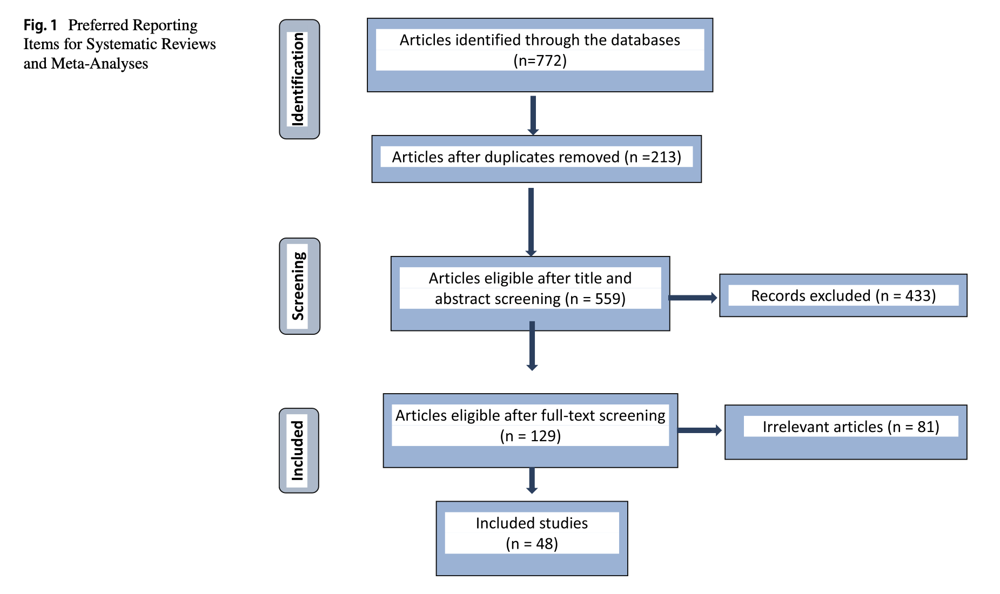 Fig. 1 Preferred Reporting
Items for Systematic Reviews
and Meta-Analyses
Identification
Articles identified through the databases
(n=772)
Articles after duplicates removed (n =213)
Screening
Articles eligible after title and
abstract screening (n = 559)
Records excluded (n = 433)
Included
Articles eligible after full-text screening
(n = 129)
Irrelevant articles (n = 81)
Included studies
(n = 48)